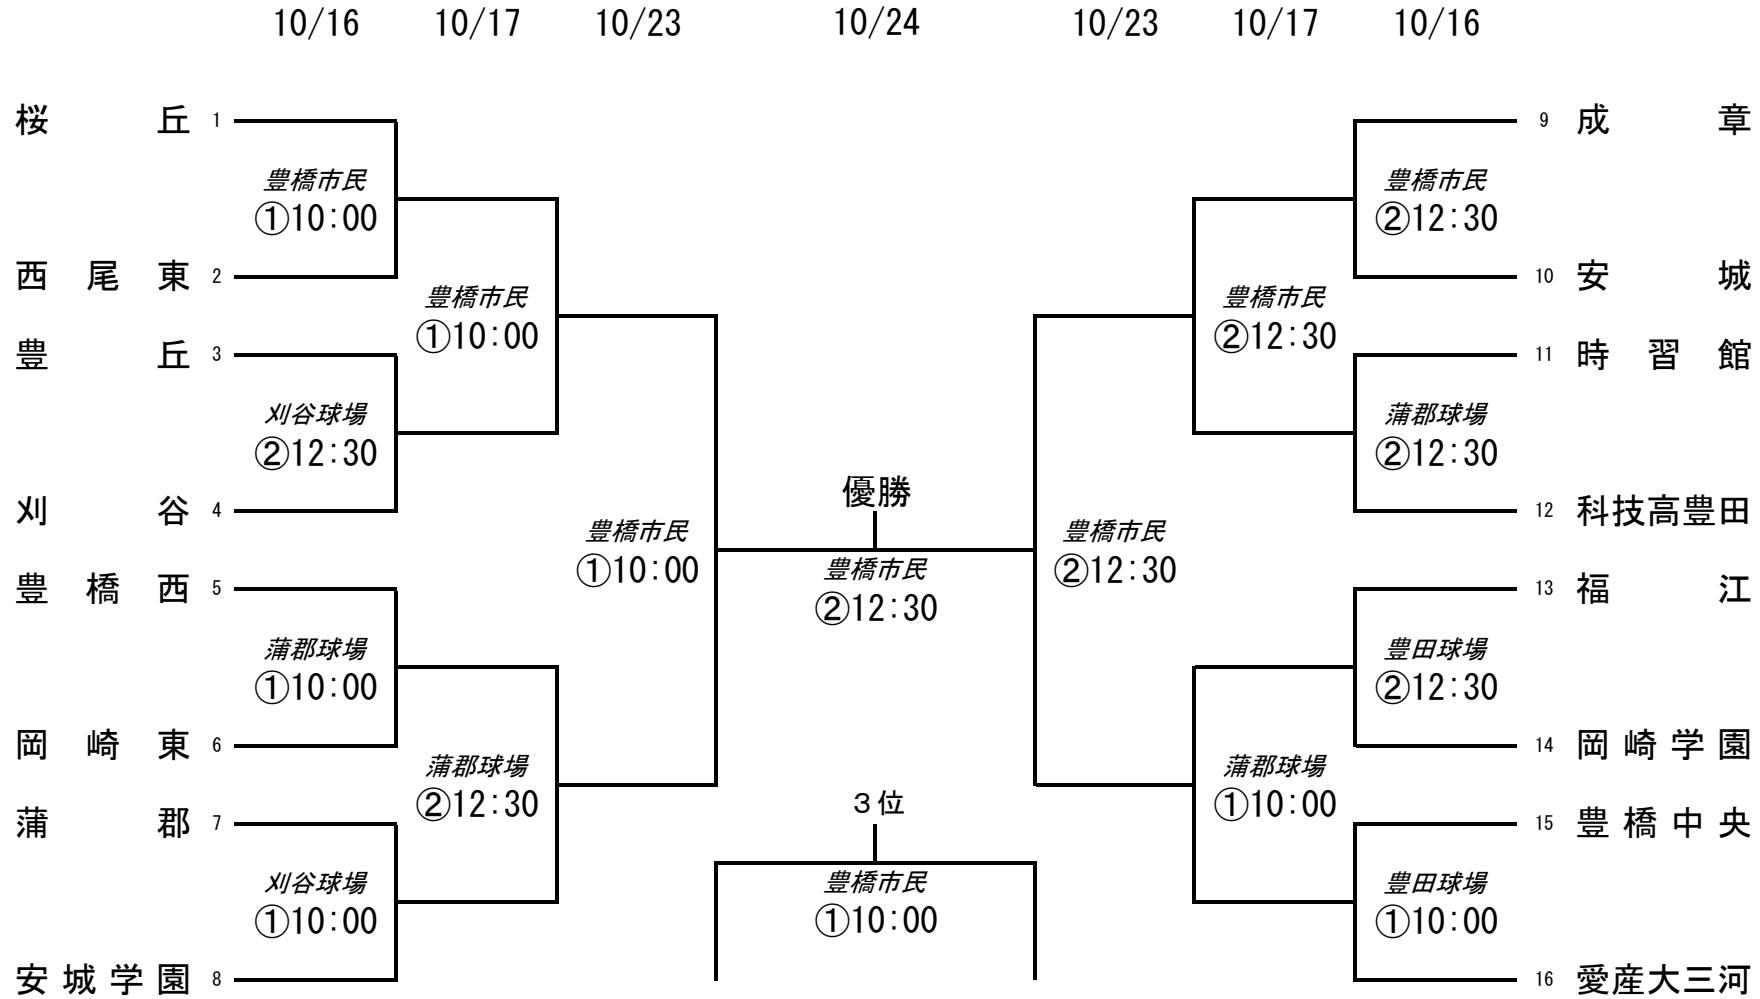 10/16 10/17 10/23 10/24 10/23 10/17 10/16
桜丘 1
豊橋市民
①10:00
西尾東 2
豊橋市民
①10:00
豊丘 3
刈谷球場
②12:30
刈谷 4
豊橋市民
①10:00
豊橋西 5
蒲郡球場
①10:00
岡崎東 6
蒲郡球場
②12:30
蒲郡 7
刈谷球場
①10:00
安城学園 8
優勝
豊橋市民
②12:30
3位
豊橋市民
①10:00
9 成章
豊橋市民
②12:30
10 安城
豊橋市民
②12:30
11 時習館
蒲郡球場
②12:30
12 科技高豊田
豊橋市民
②12:30
13 福江
豊田球場
②12:30
14 岡崎学園
蒲郡球場
①10:00
15 豊橋中央
豊田球場
①10:00
16 愛産大三河